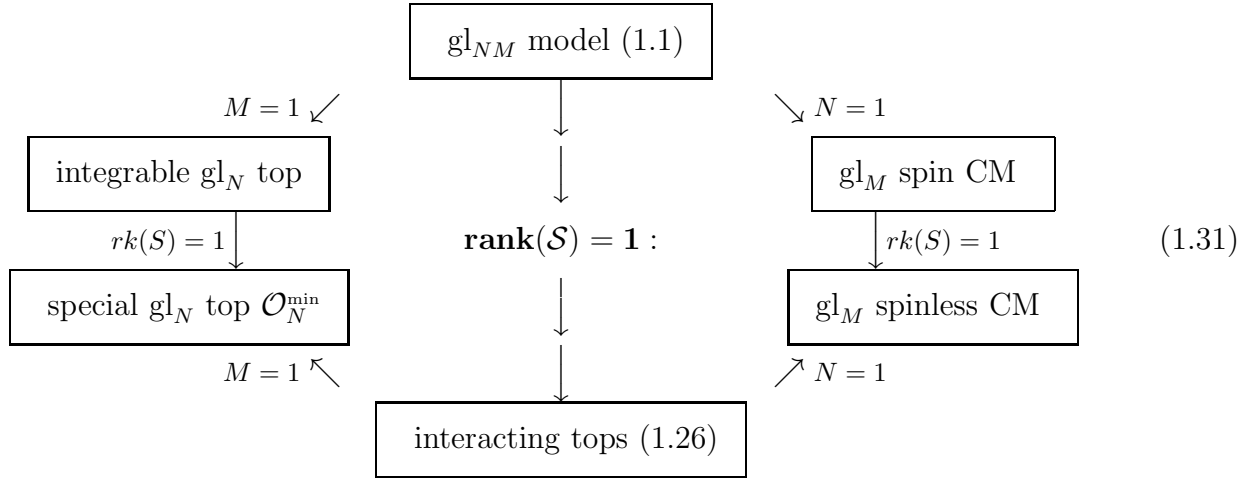 gl_{NM} model (1.1)
M = 1 N = 1
integrable gl_N top gl_M spin CM
rk(S) = 1 rank(𝒮) = 1 : rk(S) = 1 (1.31)
special gl_N top 𝒪_N^{min} gl_M spinless CM
M = 1 N = 1
interacting tops (1.26)